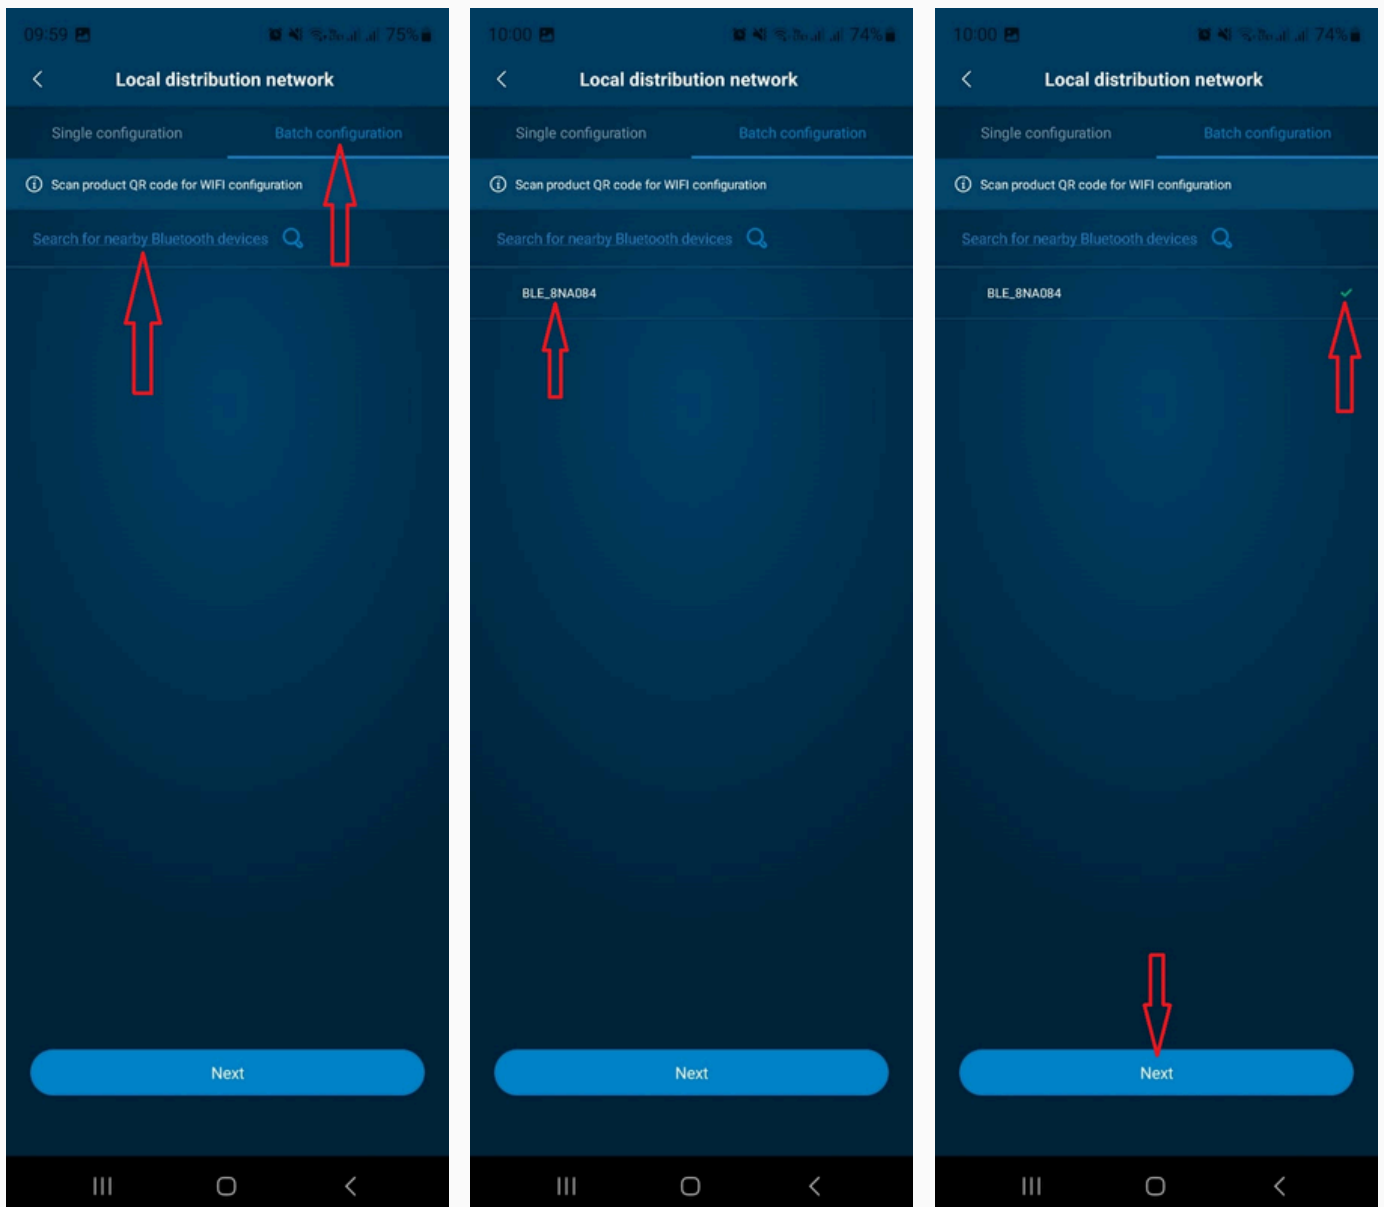 09:59
75%
Local distribution network
Single configuration
Batch configuration
Scan product QR code for WIFI configuration
Search for nearby Bluetooth devices
Next
10:00
74%
Local distribution network
Single configuration
Batch configuration
Scan product QR code for WIFI configuration
Search for nearby Bluetooth devices
BLE_8NA084
Next
10:00
74%
Local distribution network
Single configuration
Batch configuration
Scan product QR code for WIFI configuration
Search for nearby Bluetooth devices
BLE_8NA084
Next